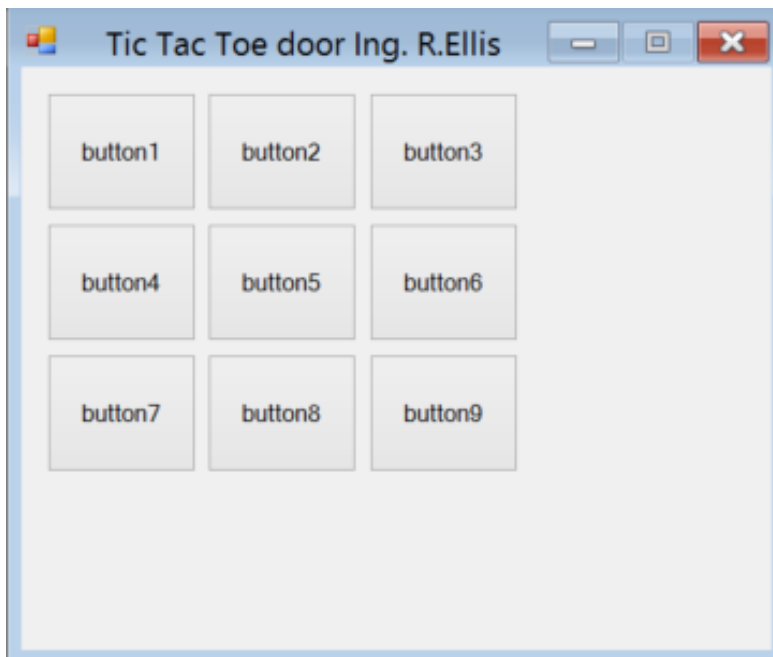 Tic Tac Toe door Ing. R.Ellis
button1 button2 button3
button4 button5 button6
button7 button8 button9